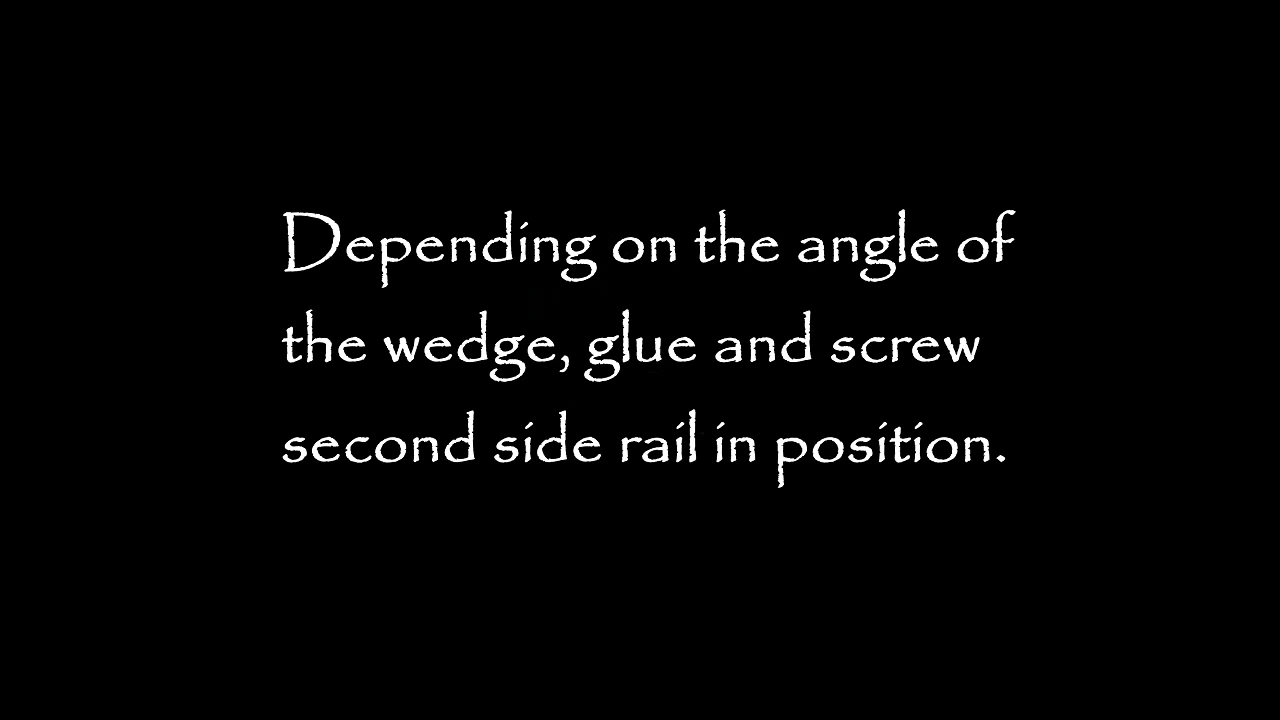 Depending on the angle of
the wedge, glue and screw
second side rail in position.